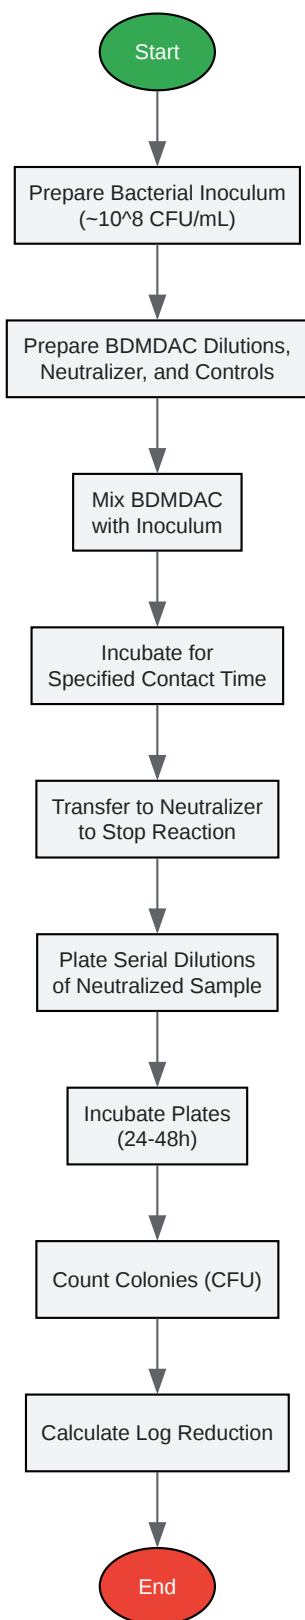 Start
Prepare Bacterial Inoculum
(~10^8 CFU/mL)
Prepare BDMDAC Dilutions,
Neutralizer, and Controls
Mix BDMDAC
with Inoculum
Incubate for
Specified Contact Time
Transfer to Neutralizer
to Stop Reaction
Plate Serial Dilutions
of Neutralized Sample
Incubate Plates
(24-48h)
Count Colonies (CFU)
Calculate Log Reduction
End